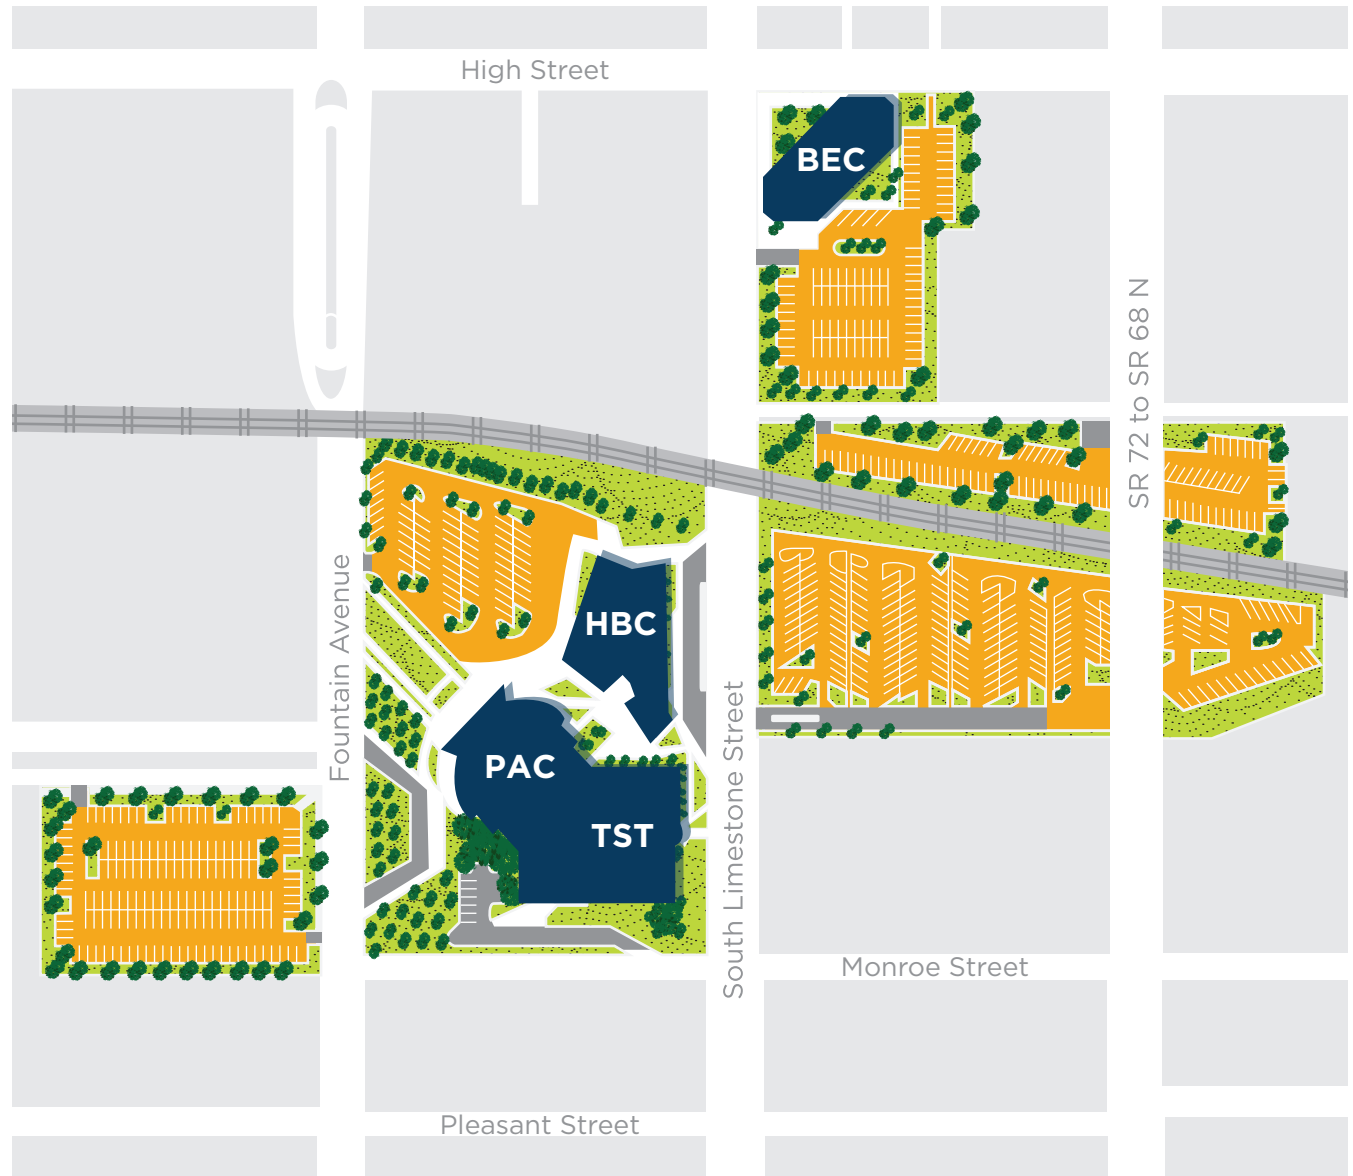 High Street
BEC
SR 72 to SR 68 N
Fountain Avenue
HBC
South Limestone Street
PAC
TST
Monroe Street
Pleasant Street